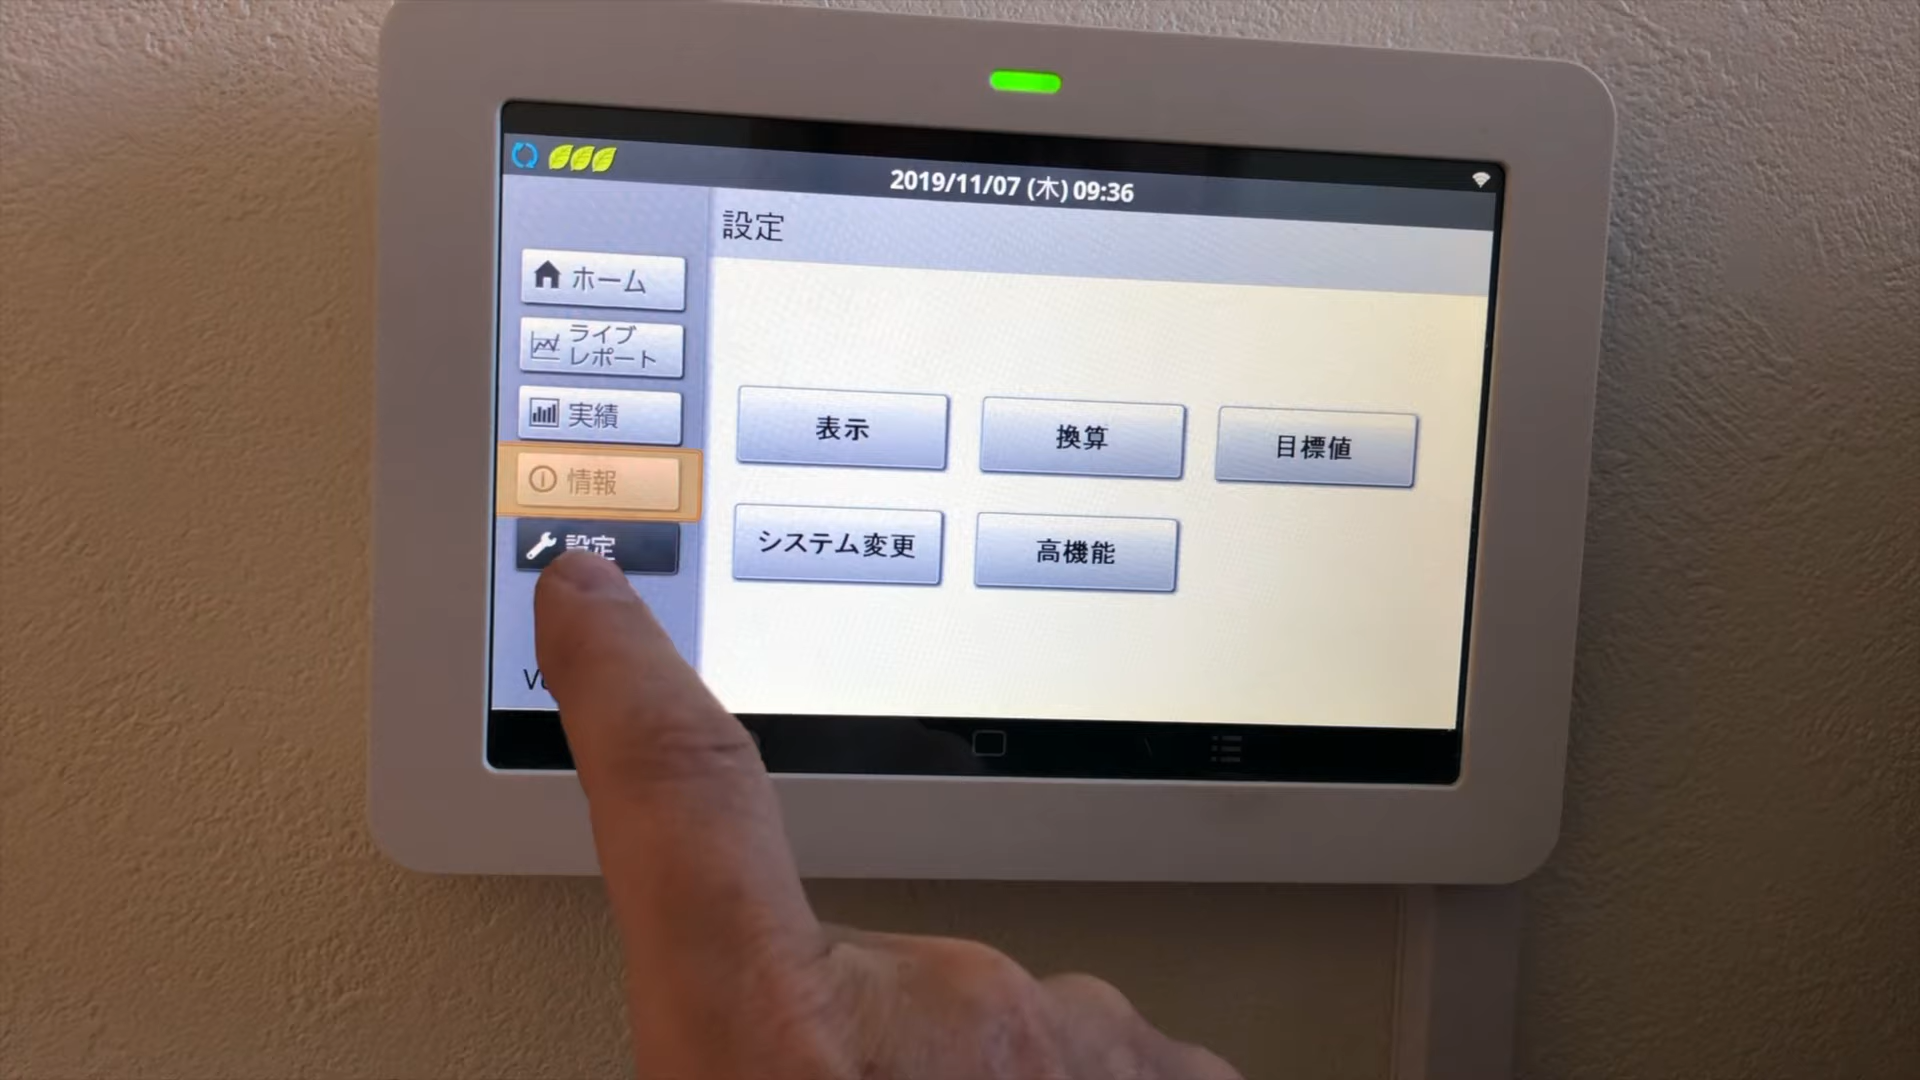 2019/11/07 (木) 09:36
設定
ホーム
ライブ
レポート
実績
情報
設定
表示
換算
目標値
システム変更
高機能